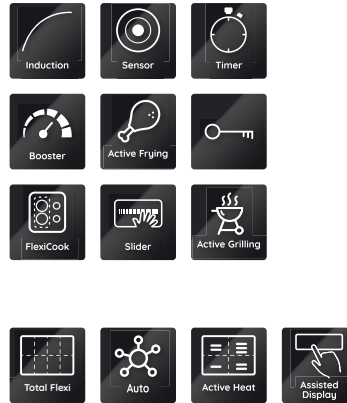 Induction
Sensor
Timer
Booster
Active Frying
FlexiCook
Slider
Active Grilling
Total Flexi
Auto
Active Heat
Assisted
Display